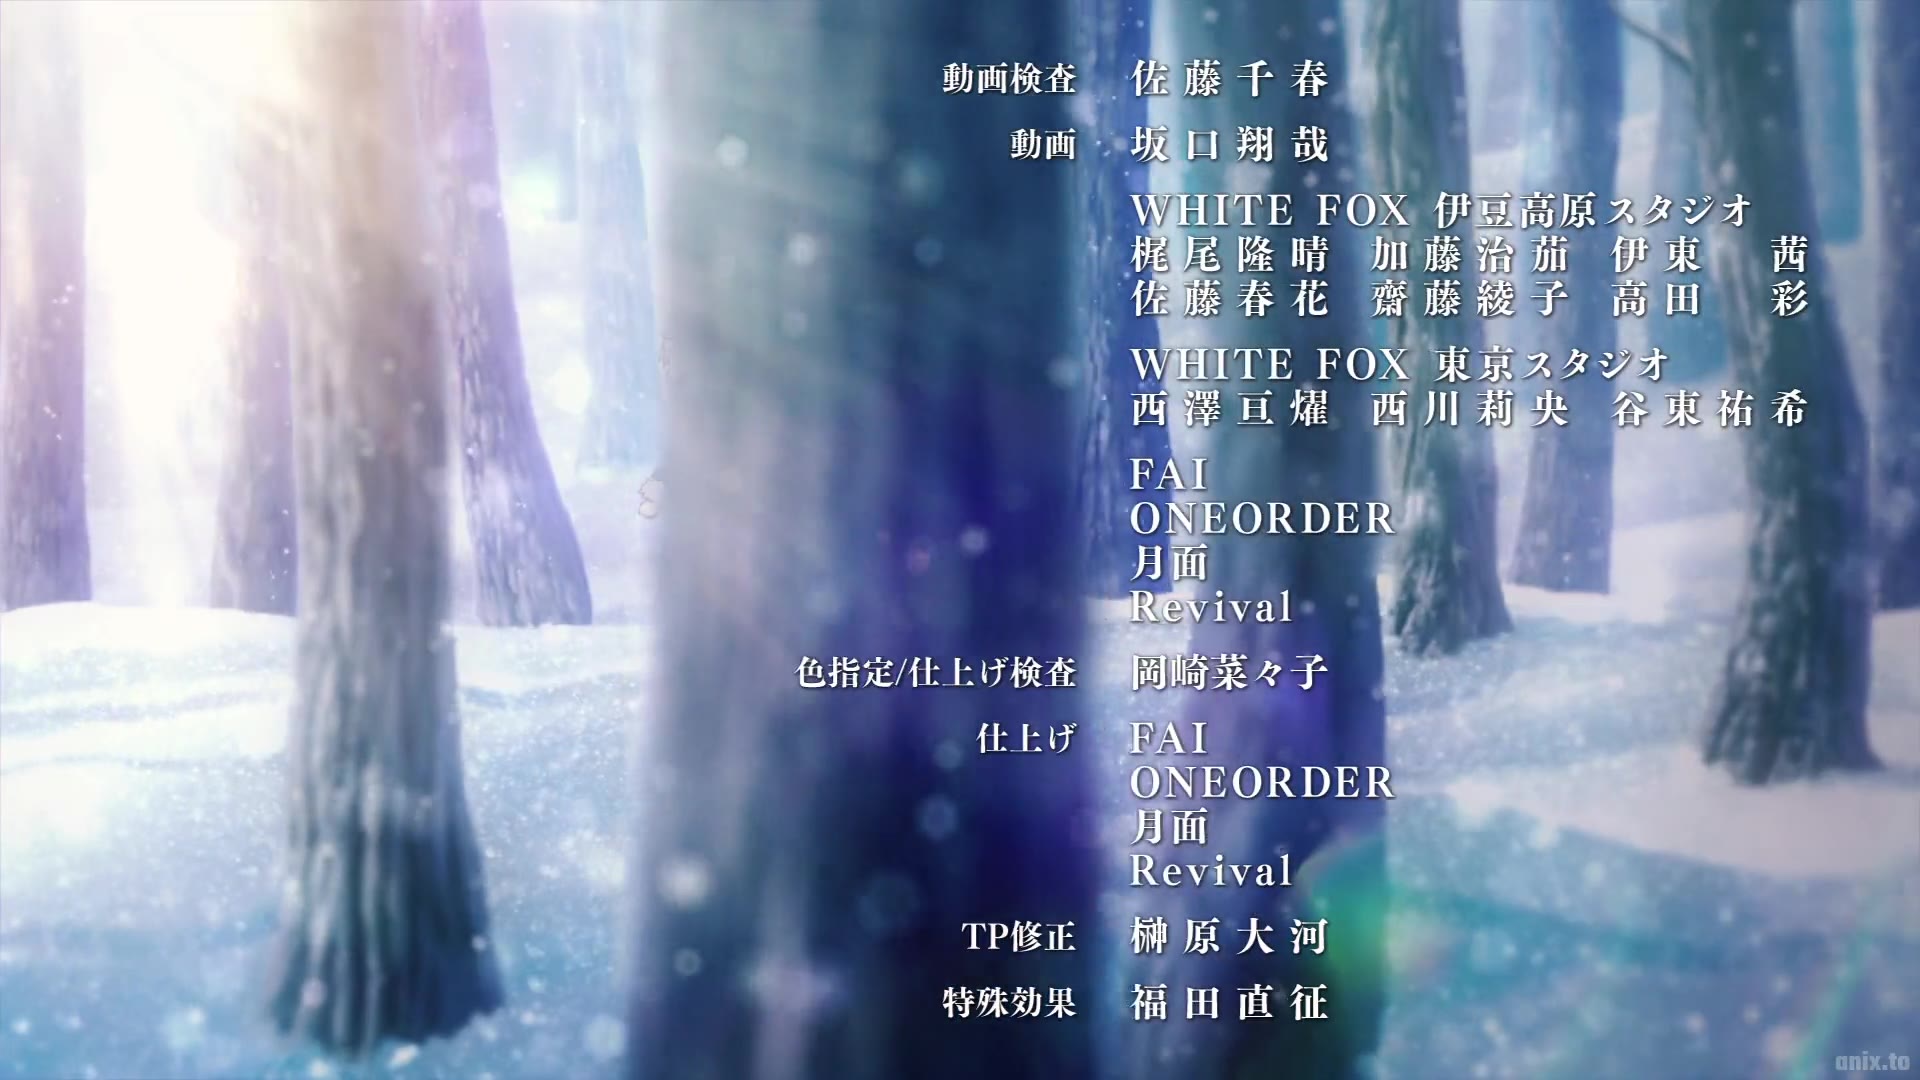 動画検査 佐藤千春
動画 坂口翔哉
WHITE FOX 伊豆高原スタジオ
梶尾隆晴 加藤治茄 伊東 茜
佐藤春花 齋藤綾子 高田 彩
WHITE FOX 東京スタジオ
西澤亘燿 西川莉央 谷東祐希
FAI
ONEORDER
月面
Revival
色指定/仕上げ検査 岡崎菜々子
仕上げ FAI
ONEORDER
月面
Revival
TP修正 榊原大河
特殊効果 福田直征
anix.to